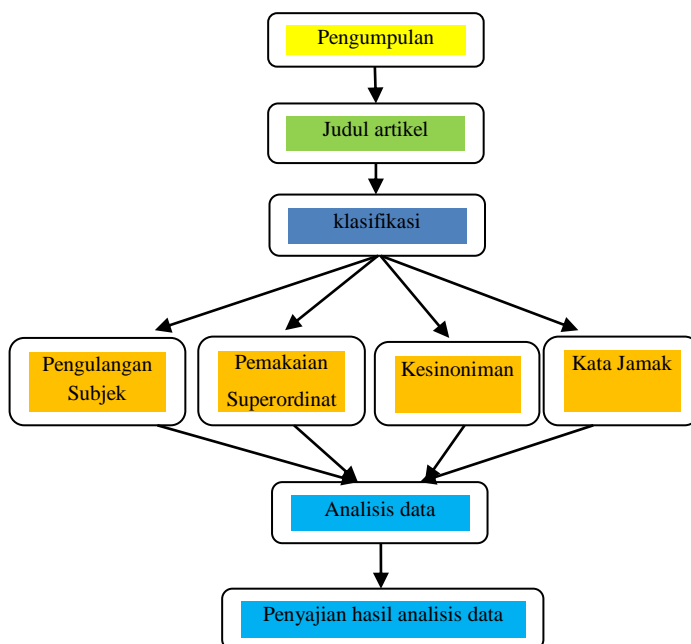 Pengumpulan
Judul artikel
klasifikasi
Pengulangan
Subjek
Pemakaian
Superordinat
Kesinoniman
Kata Jamak
Analisis data
Penyajian hasil analisis data